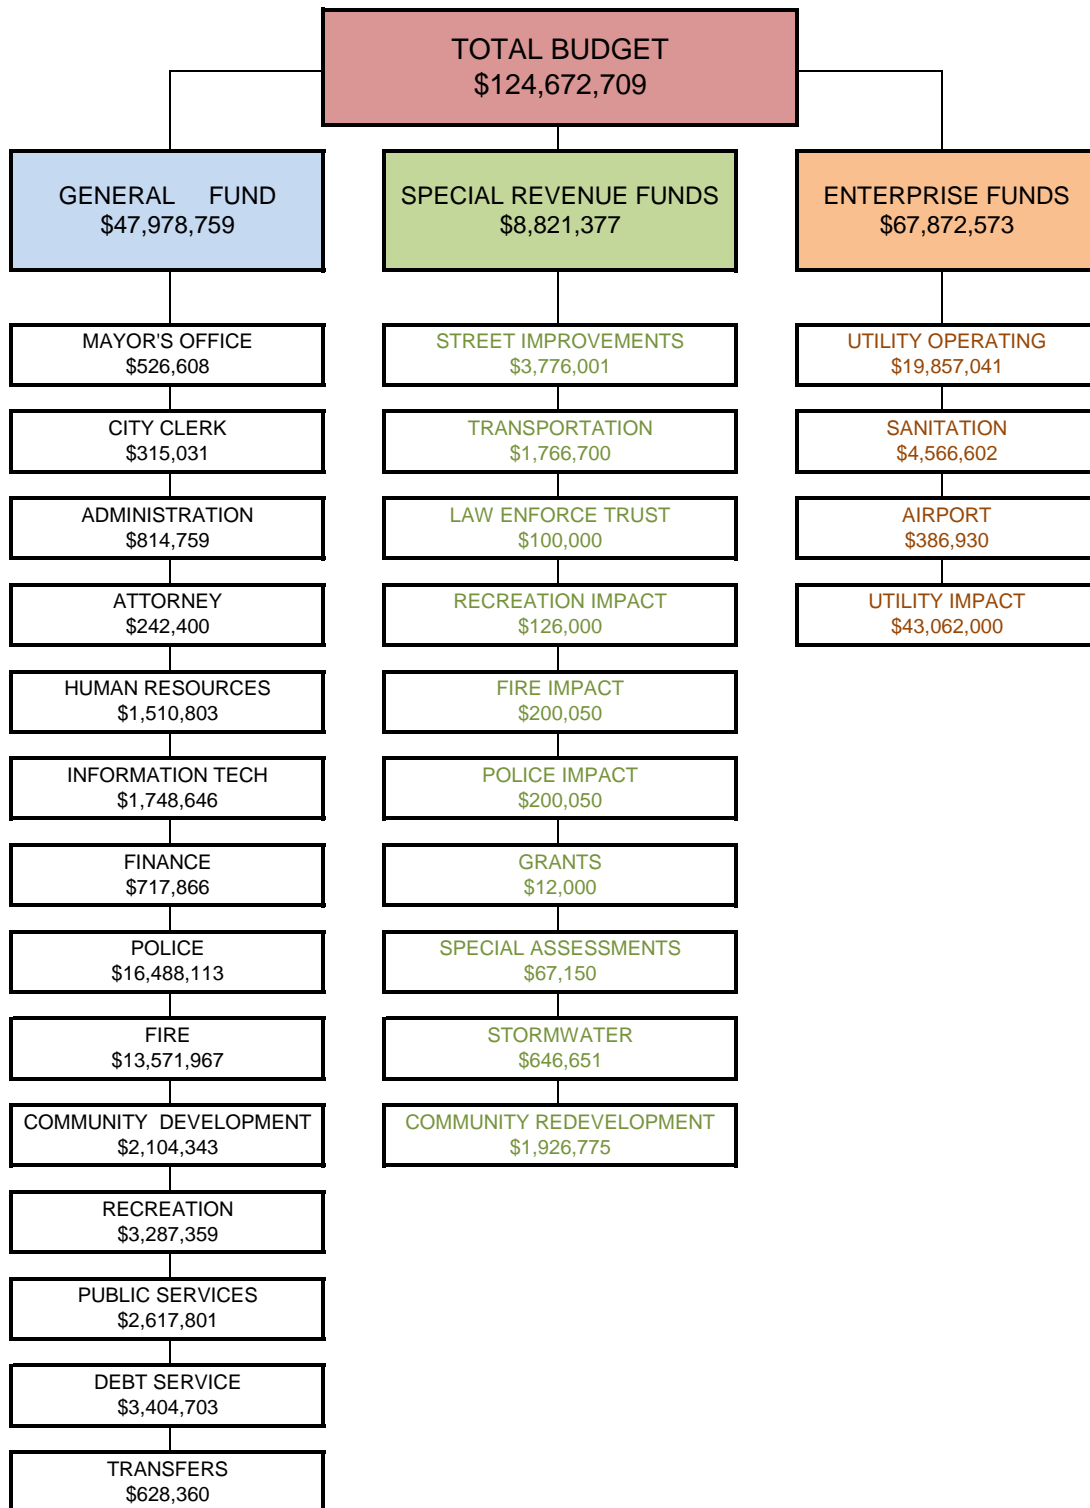 TOTAL BUDGET
$124,672,709
GENERAL FUND
$47,978,759
MAYOR'S OFFICE
$526,608
CITY CLERK
$315,031
ADMINISTRATION
$814,759
ATTORNEY
$242,400
HUMAN RESOURCES
$1,510,803
INFORMATION TECH
$1,748,646
FINANCE
$717,866
POLICE
$16,488,113
FIRE
$13,571,967
COMMUNITY DEVELOPMENT
$2,104,343
RECREATION
$3,287,359
PUBLIC SERVICES
$2,617,801
DEBT SERVICE
$3,404,703
TRANSFERS
$628,360
SPECIAL REVENUE FUNDS
$8,821,377
STREET IMPROVEMENTS
$3,776,001
TRANSPORTATION
$1,766,700
LAW ENFORCE TRUST
$100,000
RECREATION IMPACT
$126,000
FIRE IMPACT
$200,050
POLICE IMPACT
$200,050
GRANTS
$12,000
SPECIAL ASSESSMENTS
$67,150
STORMWATER
$646,651
COMMUNITY REDEVELOPMENT
$1,926,775
ENTERPRISE FUNDS
$67,872,573
UTILITY OPERATING
$19,857,041
SANITATION
$4,566,602
AIRPORT
$386,930
UTILITY IMPACT
$43,062,000